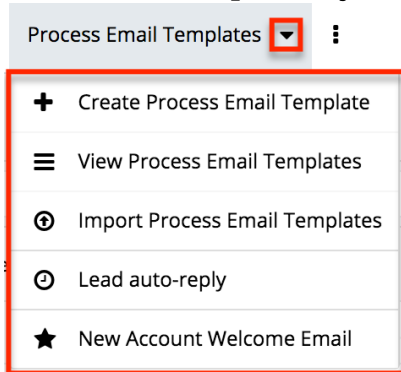 Process Email Templates
Create Process Email Template
View Process Email Templates
Import Process Email Templates
Lead auto-reply
New Account Welcome Email